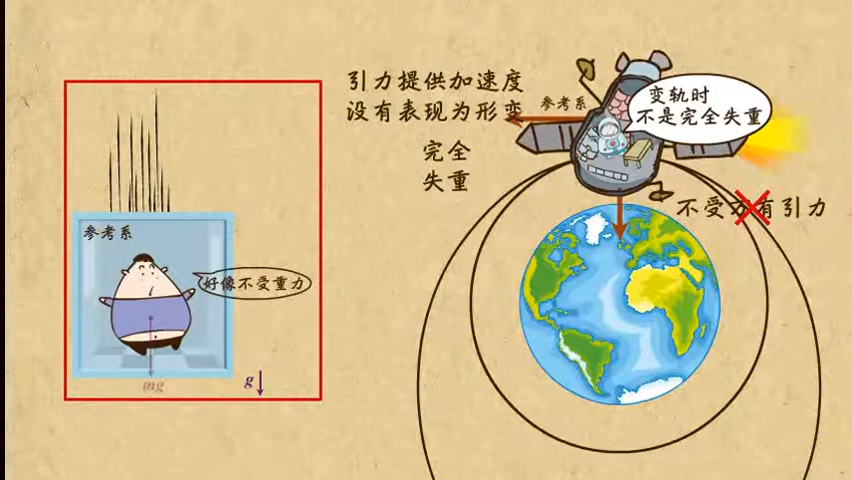 参考系
好像不受重力
mg
g
引力提供加速度
没有表现为形变
完全
失重
参考系
变轨时
不是完全失重
不受力有引力